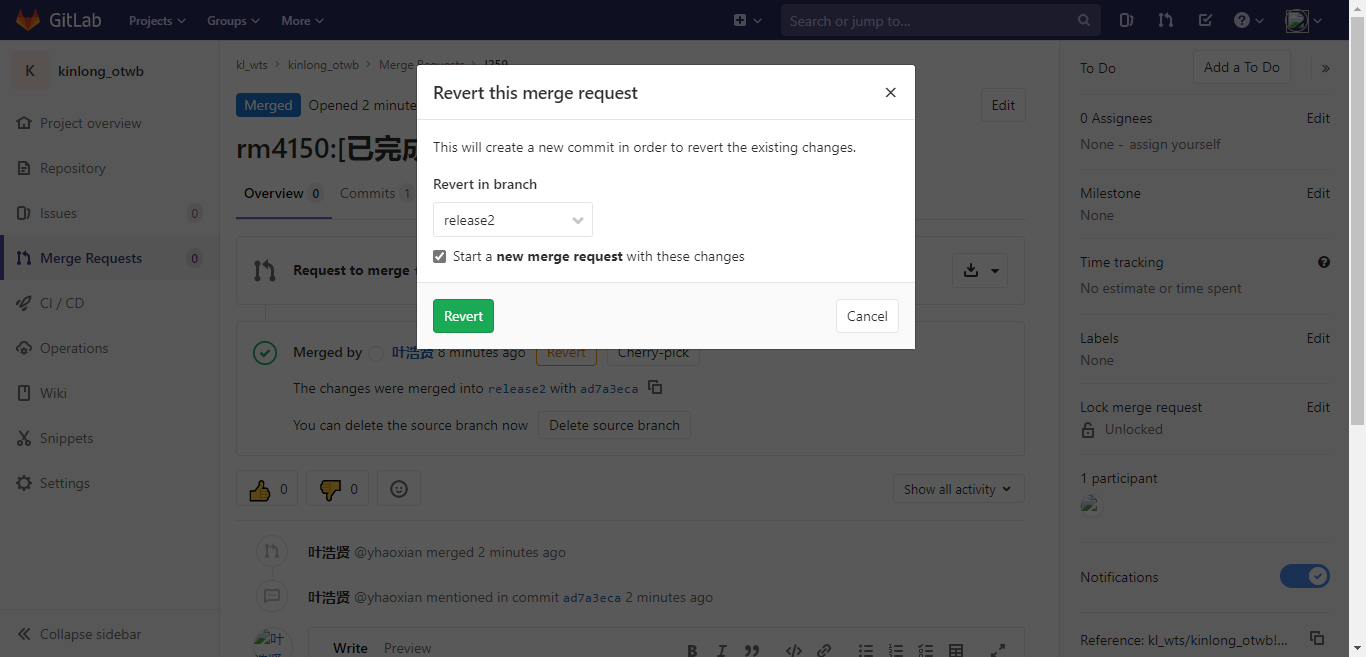 GitLab Projects Groups More Search or jump to...
K kinlong_otwb
Project overview
Repository
Issues 0
Merge Requests 0
CI / CD
Operations
Wiki
Snippets
Settings
Collapse sidebar
kl_wts > kinlong_otwb > Merge Requests
Merged Opened 2 minute
Edit
rm4150:[已完成
Overview 0 Commits 1
Request to merge
Revert this merge request
This will create a new commit in order to revert the existing changes.
Revert in branch
release2
Start a new merge request with these changes
Revert Cancel
Merged by 叶浩贤 8 minutes ago Revert Cherry-pick
The changes were merged into release2 with ad7a3eca
You can delete the source branch now Delete source branch
0 0 Show all activity
叶浩贤 @yhaoxian merged 2 minutes ago
叶浩贤 @yhaoxian mentioned in commit ad7a3eca 2 minutes ago
叶
Write Preview
To Do Add a To Do »
0 Assignees Edit
None - assign yourself
Milestone Edit
None
Time tracking
No estimate or time spent
Labels Edit
None
Lock merge request Edit
Unlocked
1 participant
Notifications
Reference: kl_wts/kinlong_otwb!...